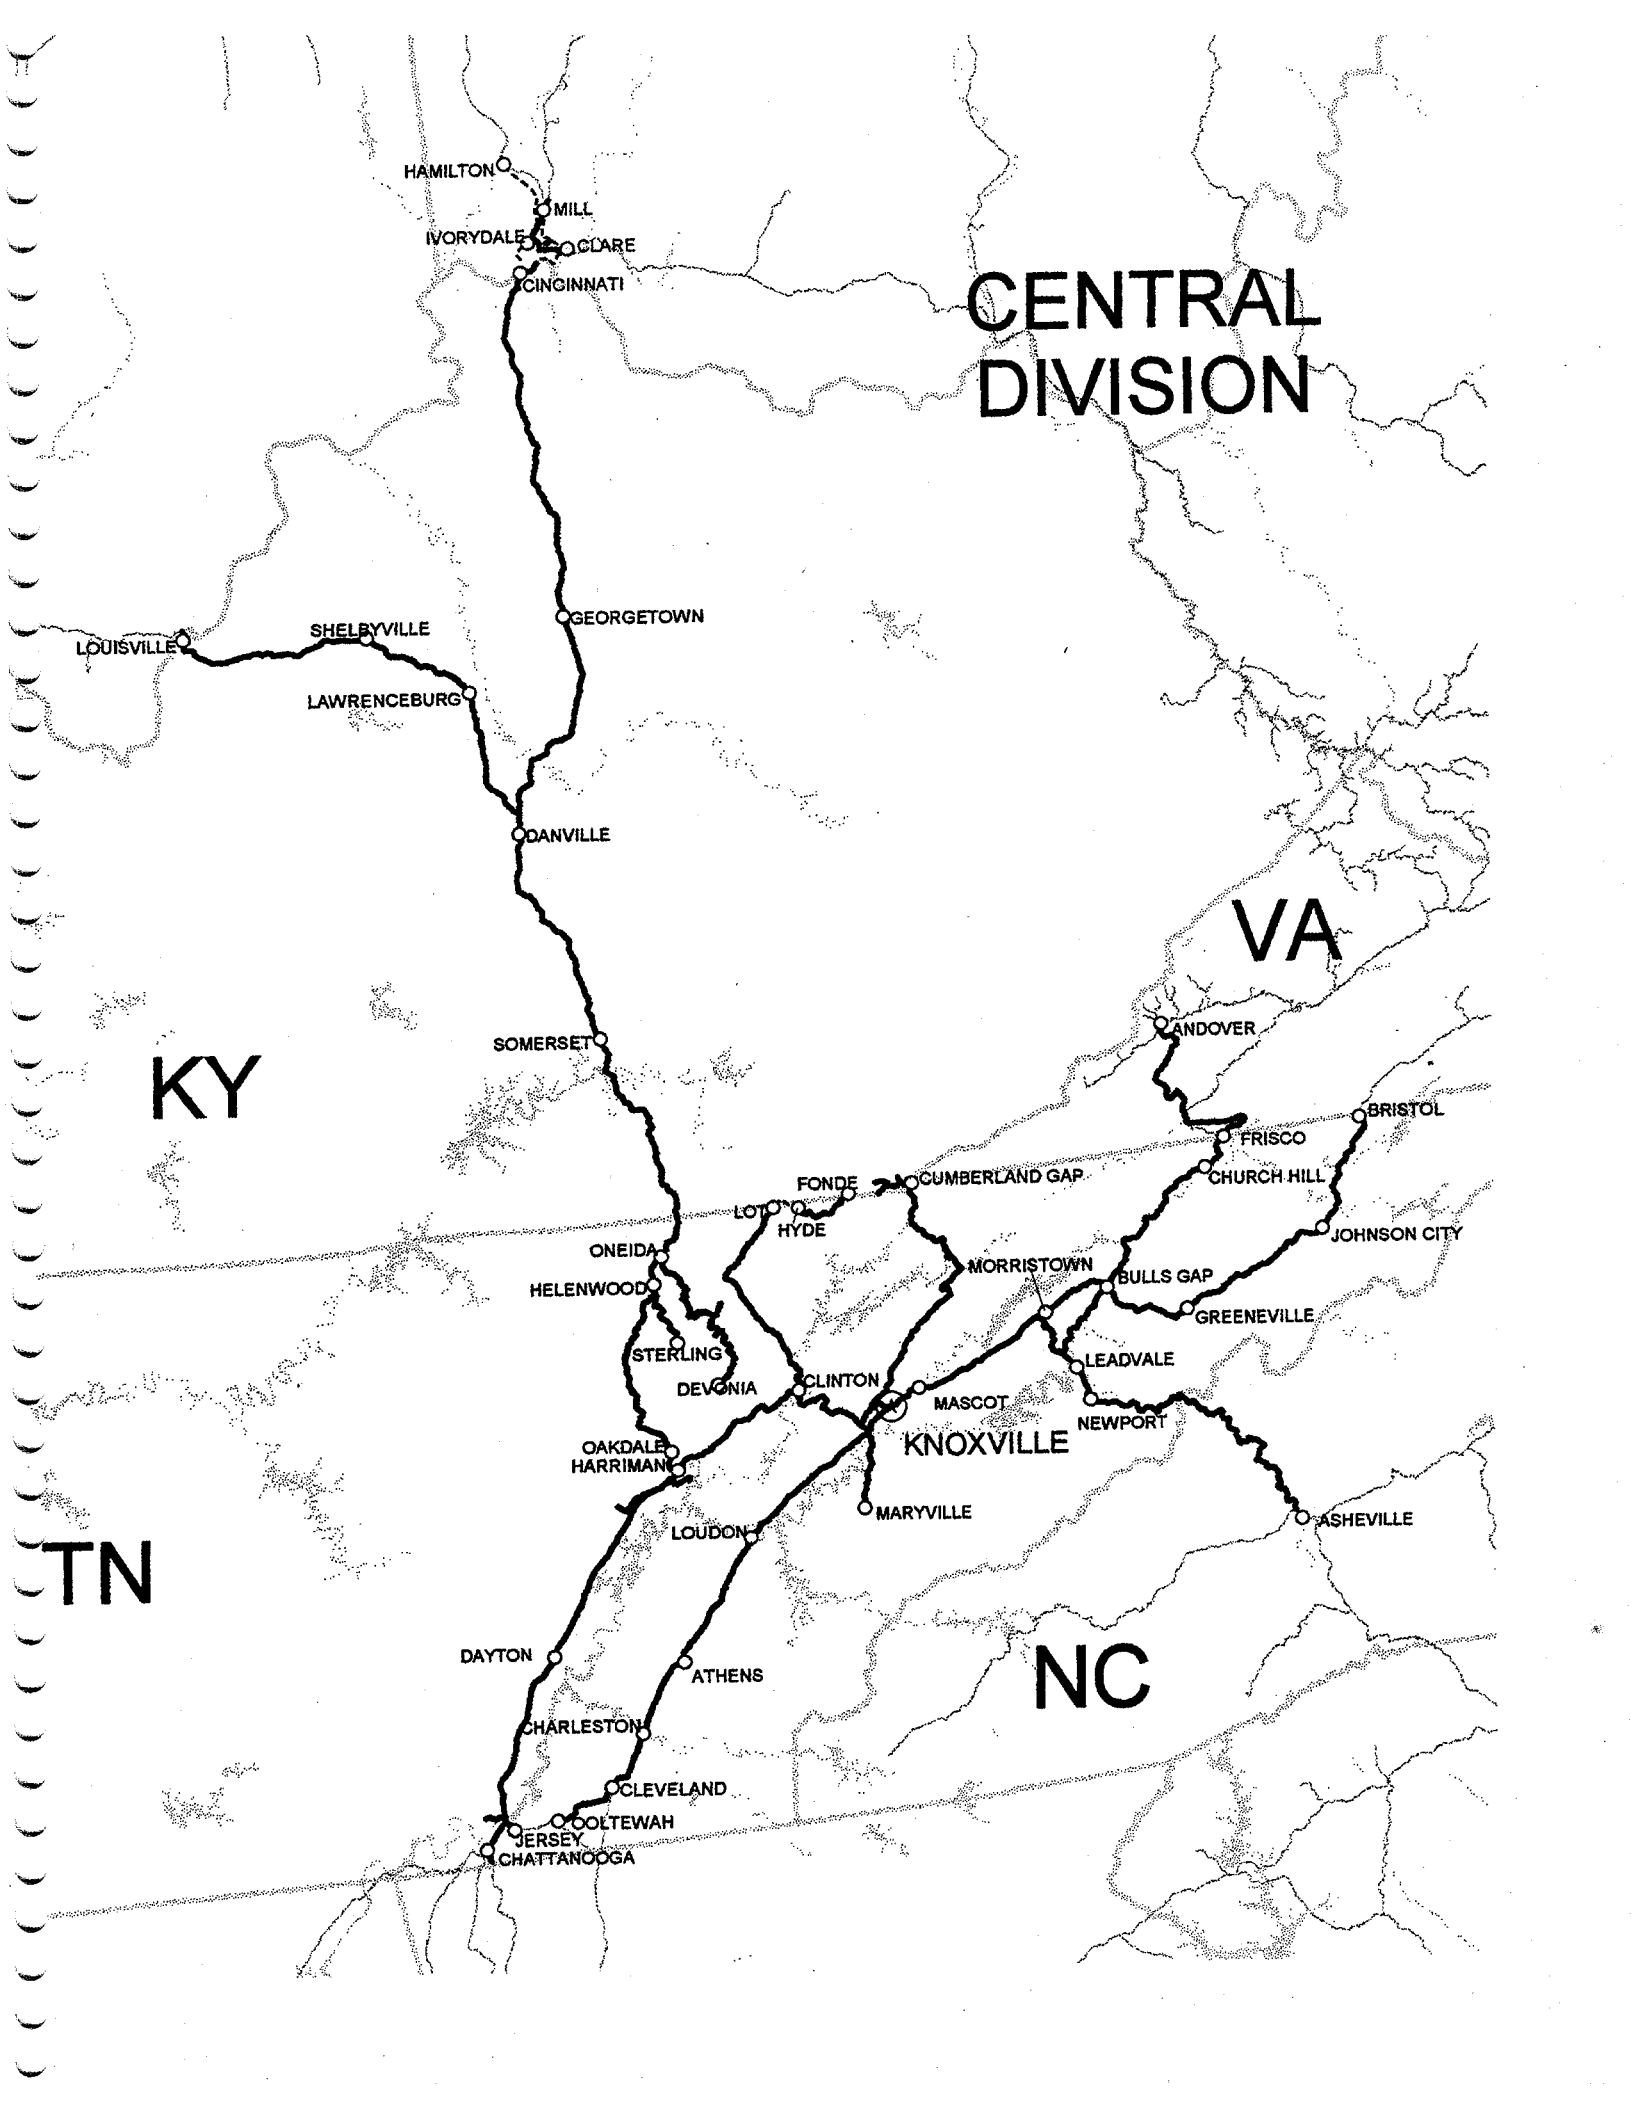 HAMILTON
MILL
IVORYDALE
CLARE
CINCINNATI
CENTRAL
DIVISION
GEORGETOWN
SHELBYVILLE
LOUISVILLE
LAWRENCEBURG
DANVILLE
VA
ANDOVER
SOMERSET
KY
BRISTOL
FRISCO
CHURCH HILL
CUMBERLAND GAP
FONDE
LOT
HYDE
JOHNSON CITY
ONEIDA
MORRISTOWN
BULLS GAP
HELENWOOD
GREENEVILLE
STERLING
LEADVALE
DEVONIA
CLINTON
MASCOT
NEWPORT
KNOXVILLE
OAKDALE
HARRIMAN
MARYVILLE
ASHEVILLE
LOUDON
TN
DAYTON
ATHENS
NC
CHARLESTON
CLEVELAND
OOLTEWAH
JERSEY
CHATTANOOGA